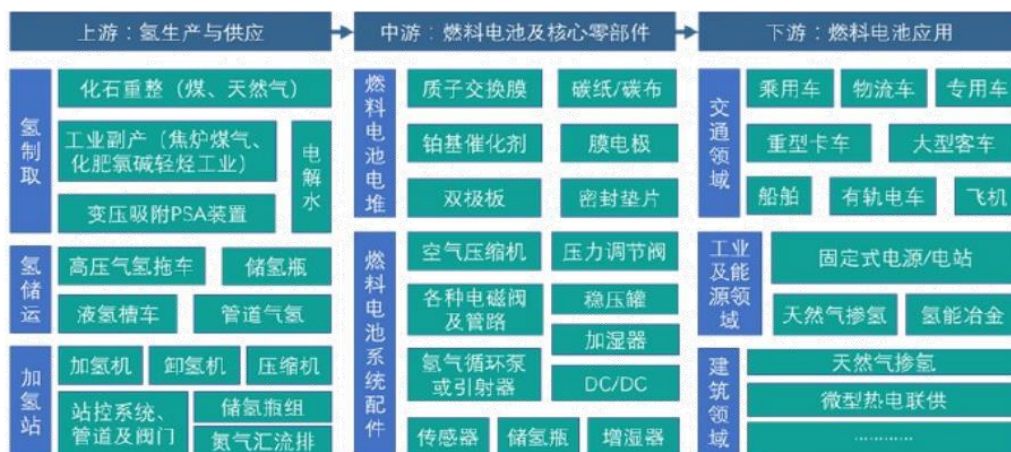 上游：氢生产与供应
中游：燃料电池及核心零部件
下游：燃料电池应用
氢制取
化石重整（煤、天然气）
工业副产（焦炉煤气、
化肥氯碱轻烃工业）
变压吸附PSA装置
电解水
氢储运
高压气氢拖车
储氢瓶
液氢槽车
管道气氢
加氢站
加氢机
卸氢机
压缩机
站控系统、
管道及阀门
储氢瓶组
氮气汇流排
燃料电池电堆
质子交换膜
碳纸/碳布
铂基催化剂
膜电极
双极板
密封垫片
燃料电池系统配件
空气压缩机
压力调节阀
各种电磁阀
及管路
稳压罐
加湿器
氢气循环泵
或引射器
DC/DC
传感器
储氢瓶
增湿器
交通领域
乘用车
物流车
专用车
重型卡车
大型客车
船舶
有轨电车
飞机
工业
及能
源领
域
固定式电源/电站
天然气掺氢
氢能冶金
建筑领域
天然气掺氢
微型热电联供
…………